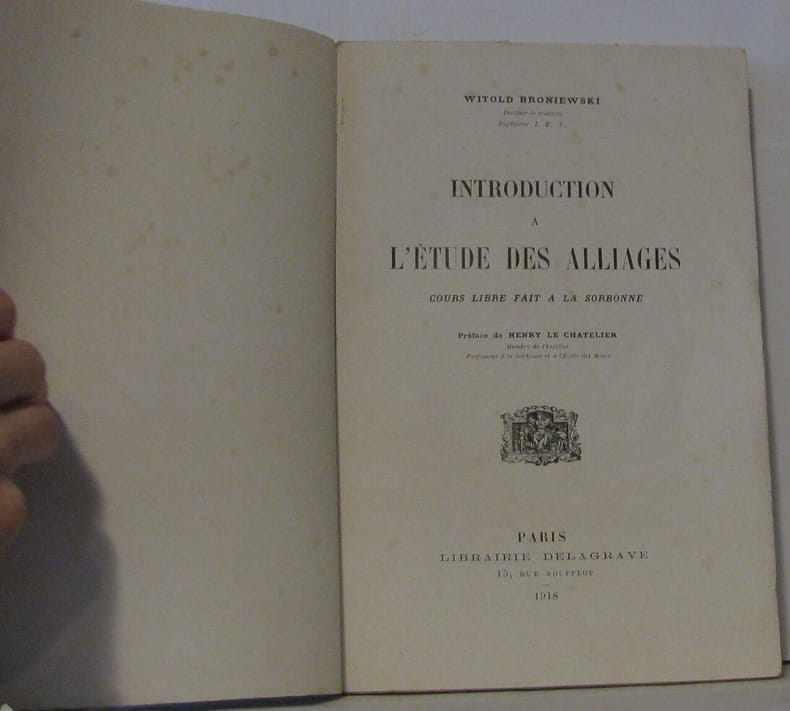 WITOLD BRONIEWSKI
Docteur ès sciences
Ingénieur I. E. N.
INTRODUCTION
A
L'ÉTUDE DES ALLIAGES
COURS LIBRE FAIT A LA SORBONNE
Préface de HENRY LE CHATELIER
Membre de l'Institut
Professeur à la Sorbonne et à l'École des Mines
PARIS
LIBRAIRIE DELAGRAVE
15, RUE SOUFFLOT
1918